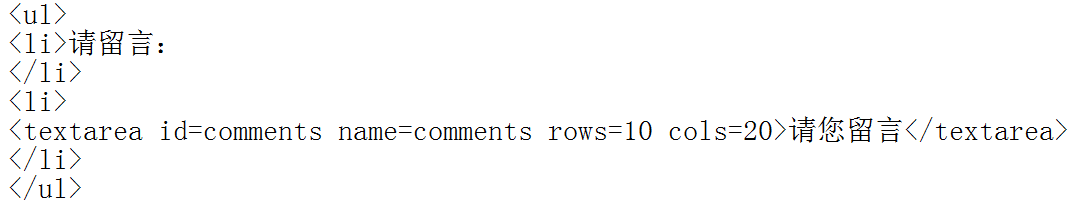 <ul>
<li>请留言：
</li>
<li>
<textarea id=comments name=comments rows=10 cols=20>请您留言</textarea>
</li>
</ul>